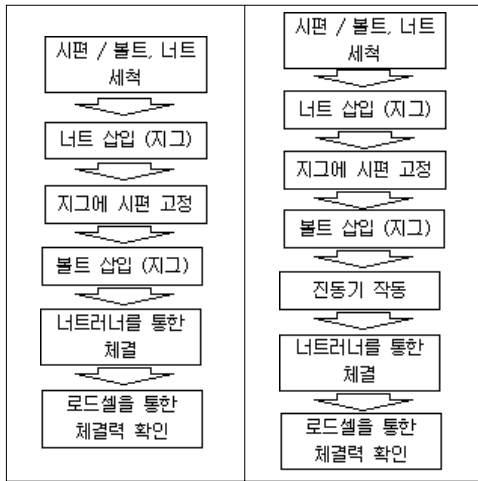 시편 / 볼트, 너트
세척
너트 삽입 (지그)
지그에 시편 고정
볼트 삽입 (지그)
너트러너를 통한
체결
로드셀을 통한
체결력 확인
시편 / 볼트, 너트
세척
너트 삽입 (지그)
지그에 시편 고정
볼트 삽입 (지그)
진동기 작동
너트러너를 통한
체결
로드셀을 통한
체결력 확인